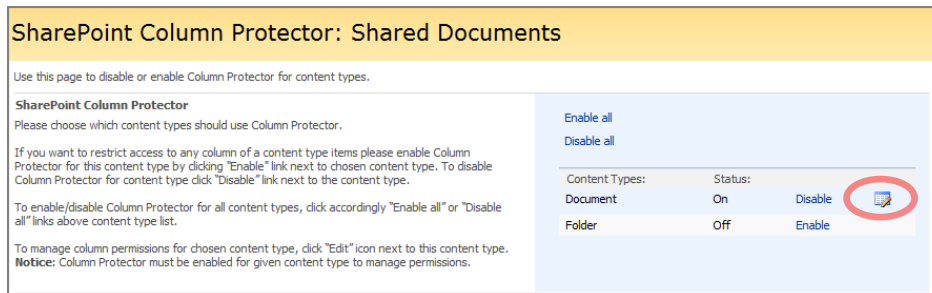 SharePoint Column Protector: Shared Documents
Use this page to disable or enable Column Protector for content types.
SharePoint Column Protector
Please choose which content types should use Column Protector.
If you want to restrict access to any column of a content type items please enable Column
Protector for this content type by clicking "Enable" link next to chosen content type. To disable
Column Protector for content type click "Disable" link next to the content type.
To enable/disable Column Protector for all content types, click accordingly "Enable all" or "Disable
all" links above content type list.
To manage column permissions for chosen content type, click "Edit" icon next to this content type.
Notice: Column Protector must be enabled for given content type to manage permissions.
Enable all
Disable all
Content Types: Status:
Document On Disable
Folder Off Enable